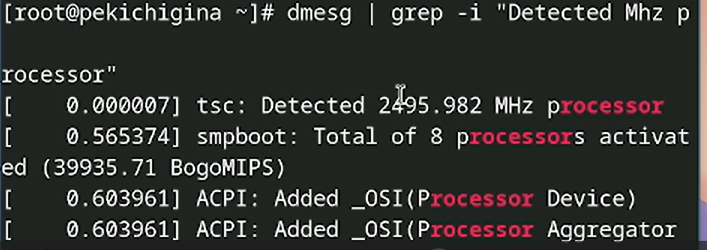 [root@pekichigina ~]# dmesg | grep -i "Detected Mhz p
rocessor"
[    0.000007] tsc: Detected 2495.982 MHz processor
[    0.565374] smpboot: Total of 8 processors activat
ed (39935.71 BogoMIPS)
[    0.603961] ACPI: Added _OSI(Processor Device)
[    0.603961] ACPI: Added _OSI(Processor Aggregator